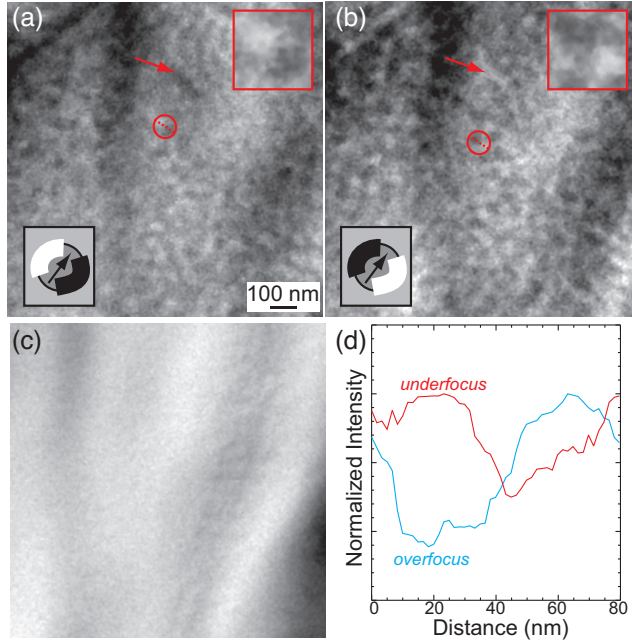 (a)
(b)
100 nm
(c)
(d)
underfocus
overfocus
Normalized Intensity
0
20
40
60
80
Distance (nm)